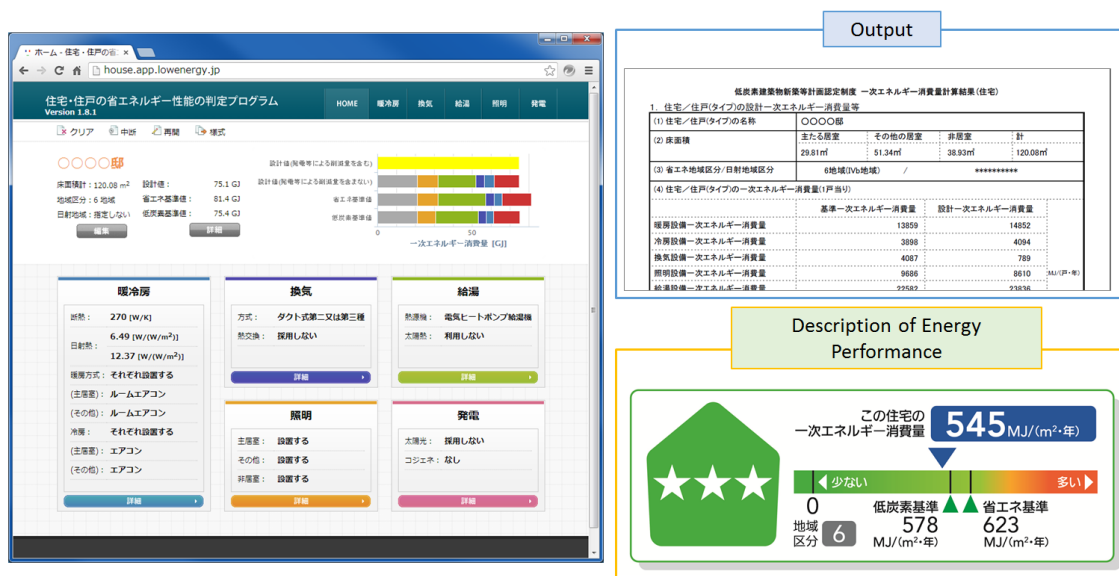 ホーム - 住宅・住戸の省
house.app.lowenergy.jp
住宅・住戸の省エネルギー性能の判定プログラム
Version 1.8.1
HOME 暖冷房 換気 給湯 照明 発電
クリア 中断 再開 様式
○○○○邸
床面積計：120.08 m² 設計値： 75.1 GJ
地域区分：6 地域 省エネ基準値： 81.4 GJ
日射地域：指定しない 低炭素基準値： 75.4 GJ
編集 詳細
設計値(発電等による削減量を含む)
設計値(発電等による削減量を含まない)
省エネ基準値
低炭素基準値
0 50
一次エネルギー消費量 [GJ]
暖冷房
断熱： 270 [W/K]
日射熱： 6.49 [W/(W/m²)]
12.37 [W/(W/m²)]
暖房方式： それぞれ設置する
(主居室)： ルームエアコン
(その他)： ルームエアコン
冷房： それぞれ設置する
(主居室)： エアコン
(その他)： エアコン
詳細
換気
方式： ダクト式第二又は第三種
熱交換： 採用しない
詳細
給湯
熱源機： 電気ヒートポンプ給湯機
太陽熱： 利用しない
詳細
照明
主居室： 設置する
その他： 設置する
非居室： 設置する
詳細
発電
太陽光： 採用しない
コジェネ： なし
詳細
Output
低炭素建築物新築等計画認定制度 一次エネルギー消費量計算結果(住宅)
1. 住宅/住戸(タイプ)の設計一次エネルギー消費量等
(1) 住宅/住戸(タイプ)の名称 ○○○○邸
(2) 床面積 主たる居室 その他の居室 非居室 計
29.81㎡ 51.34㎡ 38.93㎡ 120.08㎡
(3) 省エネ地域区分/日射地域区分 6地域(IVb地域) / **********
(4) 住宅/住戸(タイプ)の一次エネルギー消費量(1戸当り)
基準一次エネルギー消費量 設計一次エネルギー消費量
暖房設備一次エネルギー消費量 13859 14852
冷房設備一次エネルギー消費量 3898 4094
換気設備一次エネルギー消費量 4087 789
照明設備一次エネルギー消費量 9686 8610 MJ/(戸・年)
給湯設備一次エネルギー消費量 22582 23836
Description of Energy
Performance
この住宅の
一次エネルギー消費量 545 MJ/(m²・年)
少ない 多い
0 低炭素基準 省エネ基準
地域区分 6 578 623
MJ/(m²・年) MJ/(m²・年)